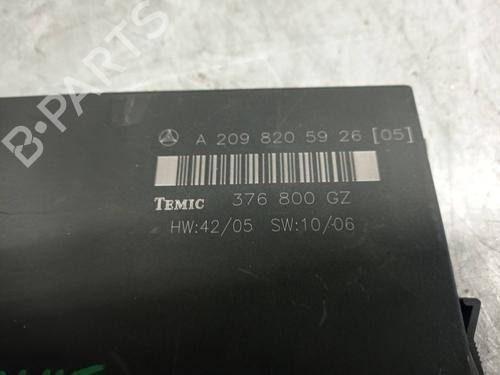 B-PARTS
A 209 820 59 26 [05]
TEMIC 376 800 GZ
HW:42/05 SW:10/06